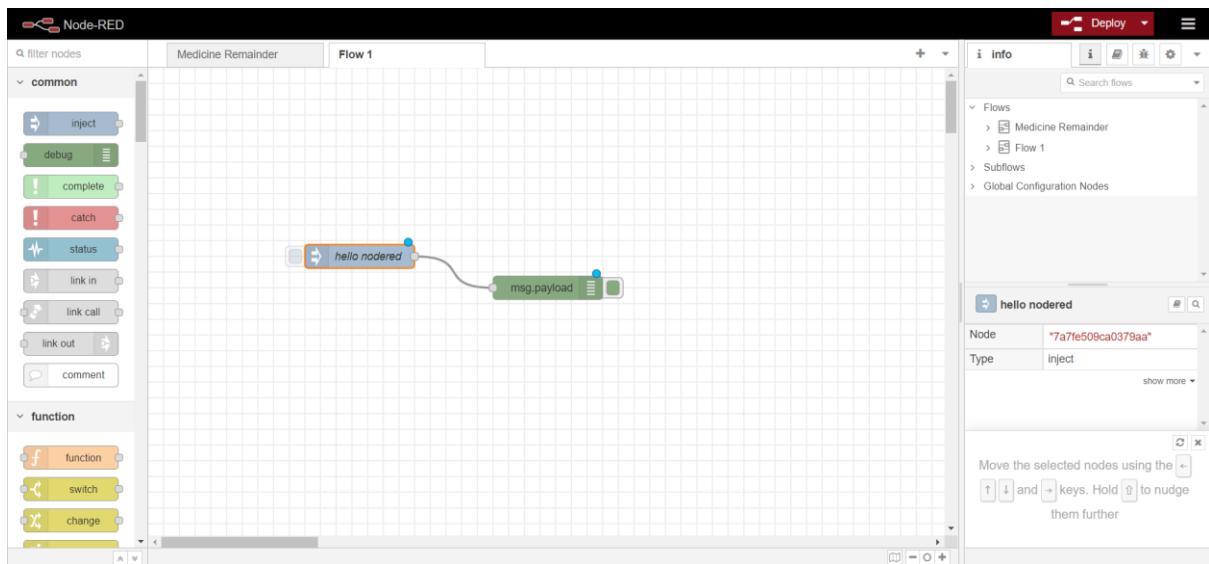 Node-RED
Deploy
filter nodes
Medicine Remainder
Flow 1
info
i
common
inject
debug
complete
catch
status
link in
link call
link out
comment
function
function
switch
change
hello nodered
msg.payload
Search flows
Flows
Medicine Remainder
Flow 1
Subflows
Global Configuration Nodes
hello nodered
Node "7a7fe509ca0379aa"
Type inject
show more
Move the selected nodes using the ←
↑ ↓ and → keys. Hold ⇧ to nudge
them further